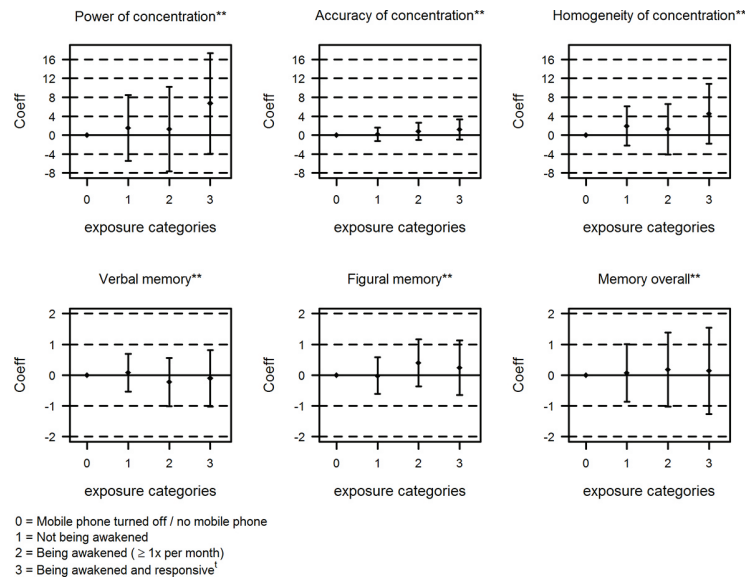 Power of concentration**
Accuracy of concentration**
Homogeneity of concentration**
Coeff
16
12
8
4
0
-4
-8
0 1 2 3
exposure categories
Coeff
16
12
8
4
0
-4
-8
0 1 2 3
exposure categories
Coeff
16
12
8
4
0
-4
-8
0 1 2 3
exposure categories
Verbal memory**
Figural memory**
Memory overall**
Coeff
2
1
0
-1
-2
0 1 2 3
exposure categories
Coeff
2
1
0
-1
-2
0 1 2 3
exposure categories
Coeff
2
1
0
-1
-2
0 1 2 3
exposure categories
0 = Mobile phone turned off / no mobile phone
1 = Not being awakened
2 = Being awakened ( ≥ 1x per month)
3 = Being awakened and responsive^t